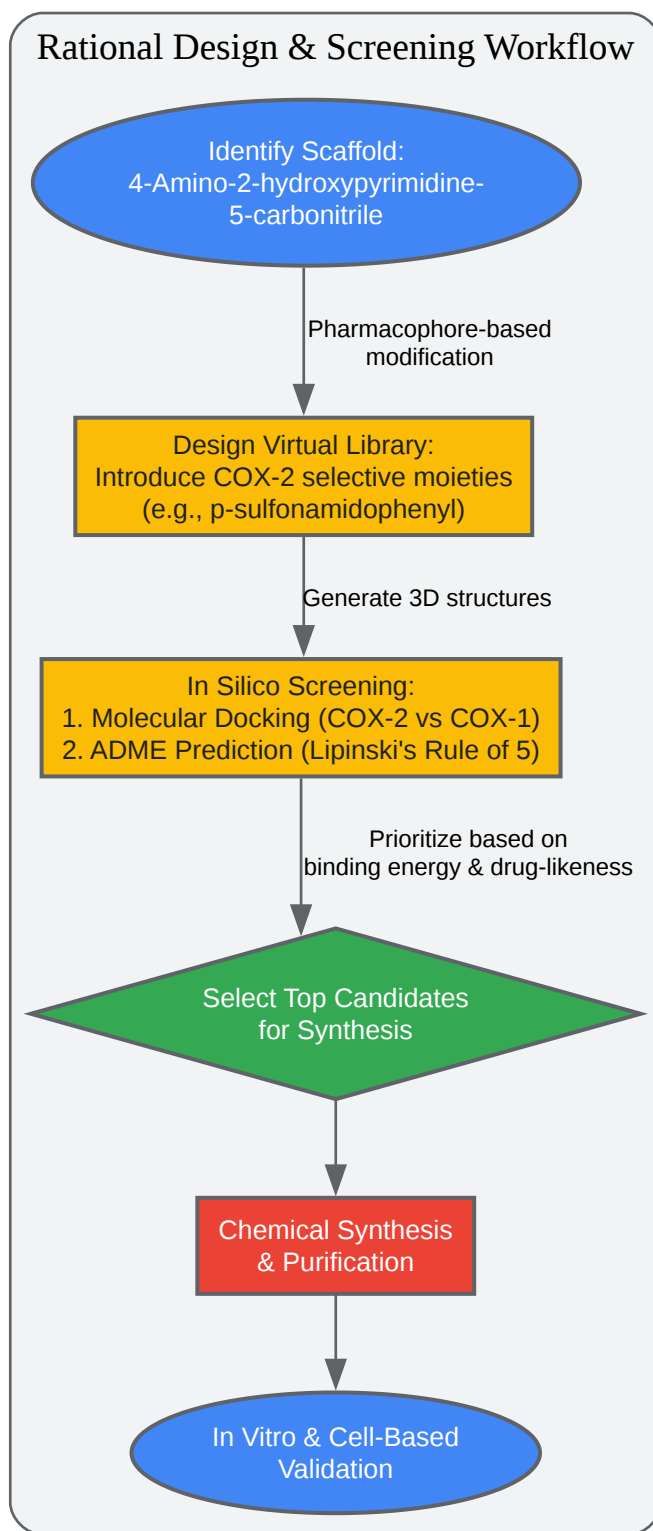 Rational Design & Screening Workflow
Identify Scaffold:
4-Amino-2-hydroxypyrimidine-
5-carbonitrile
Pharmacophore-based
modification
Design Virtual Library:
Introduce COX-2 selective moieties
(e.g., p-sulfonamidophenyl)
Generate 3D structures
In Silico Screening:
1. Molecular Docking (COX-2 vs COX-1)
2. ADME Prediction (Lipinski's Rule of 5)
Prioritize based on
binding energy & drug-likeness
Select Top Candidates
for Synthesis
Chemical Synthesis
& Purification
In Vitro & Cell-Based
Validation